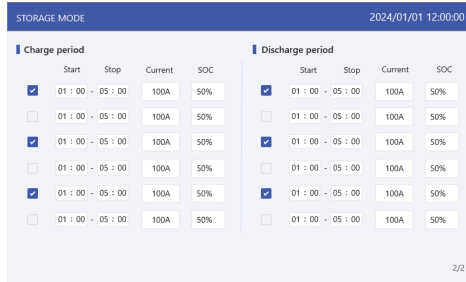 STORAGE MODE 2024/01/01 12:00:00
Charge period Discharge period
Start Stop Current SOC Start Stop Current SOC
01 : 00 - 05 : 00 100A 50% 01 : 00 - 05 : 00 100A 50%
01 : 00 - 05 : 00 100A 50% 01 : 00 - 05 : 00 100A 50%
01 : 00 - 05 : 00 100A 50% 01 : 00 - 05 : 00 100A 50%
01 : 00 - 05 : 00 100A 50% 01 : 00 - 05 : 00 100A 50%
01 : 00 - 05 : 00 100A 50% 01 : 00 - 05 : 00 100A 50%
01 : 00 - 05 : 00 100A 50% 01 : 00 - 05 : 00 100A 50%
2/2